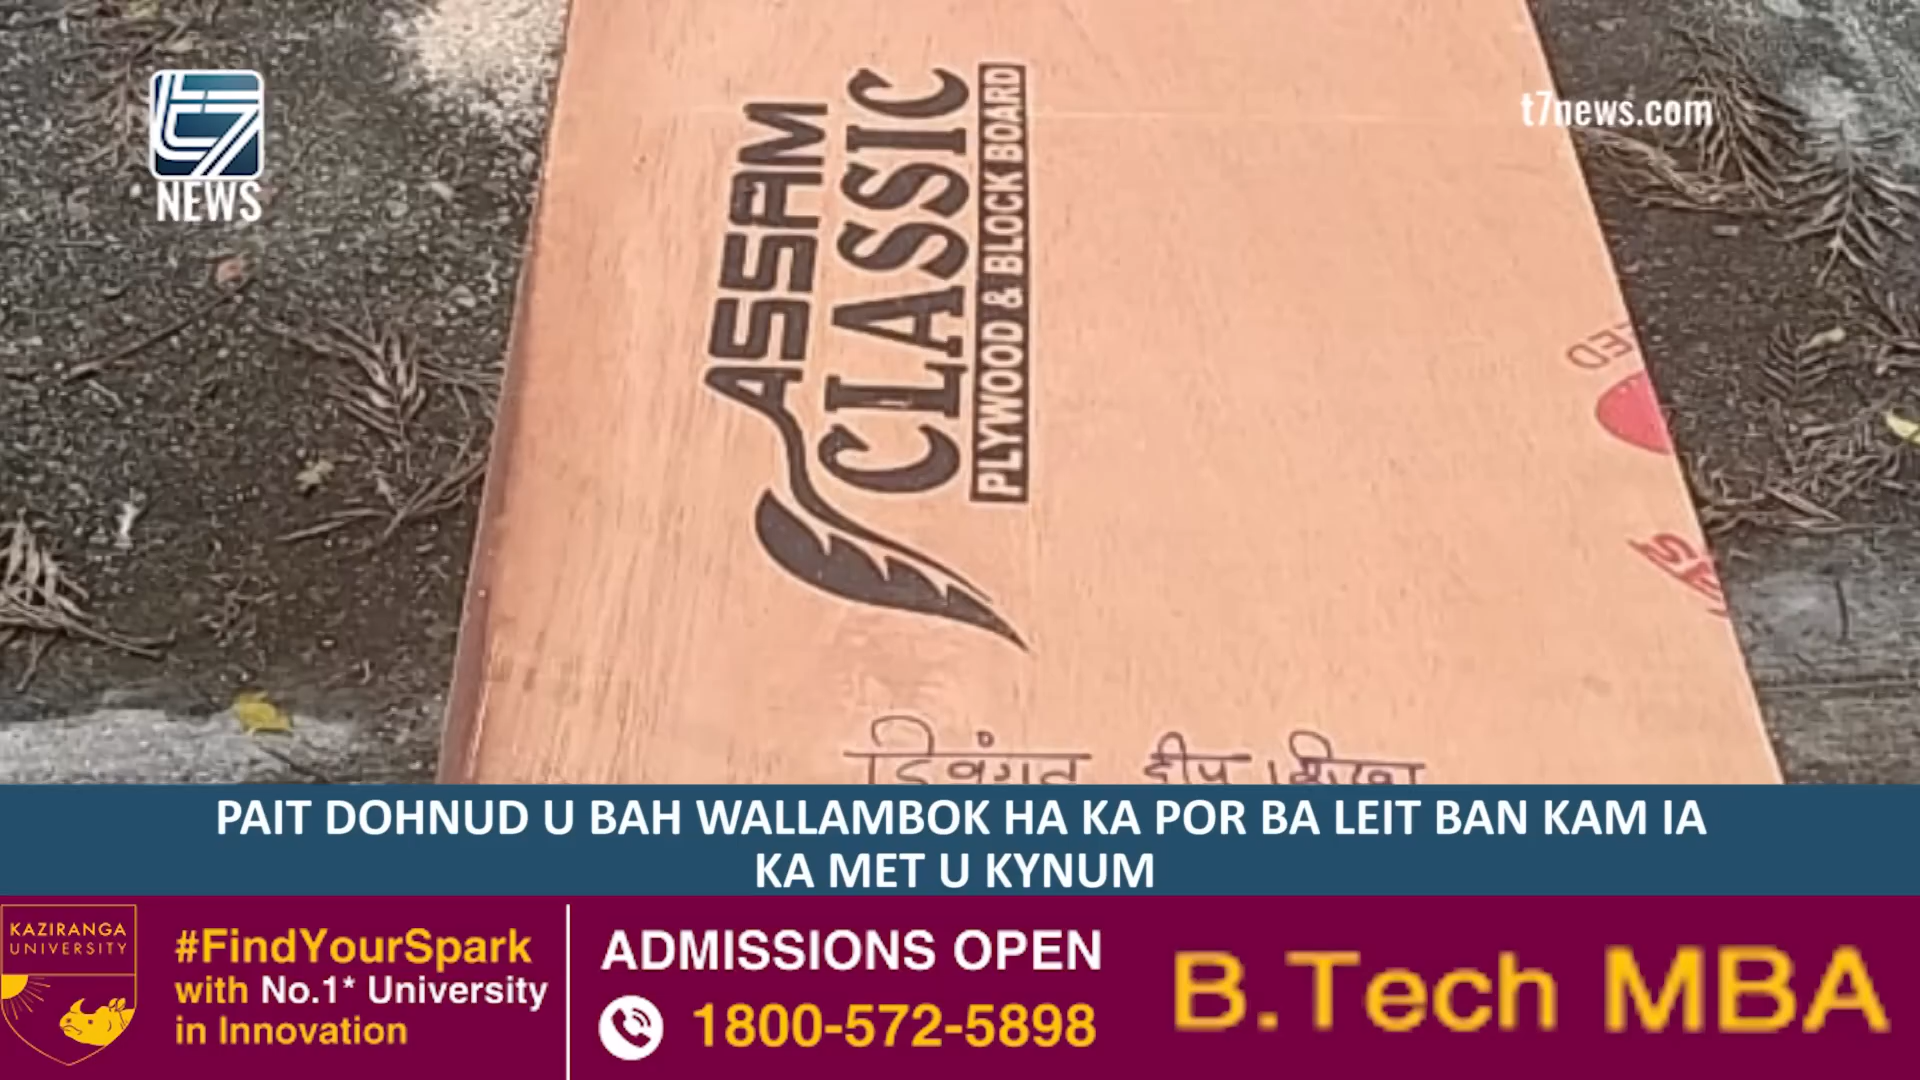 t7
NEWS
t7news.com
ASSAM
CLASSIC
PLYWOOD & BLOCK BOARD
ED
दीप
PAIT DOHNUD U BAH WALLAMBOK HA KA POR BA LEIT BAN KAM IA
KA MET U KYNUM
KAZIRANGA
UNIVERSITY
#FindYourSpark
with No.1* University
in Innovation
ADMISSIONS OPEN
1800-572-5898
B.Tech MBA